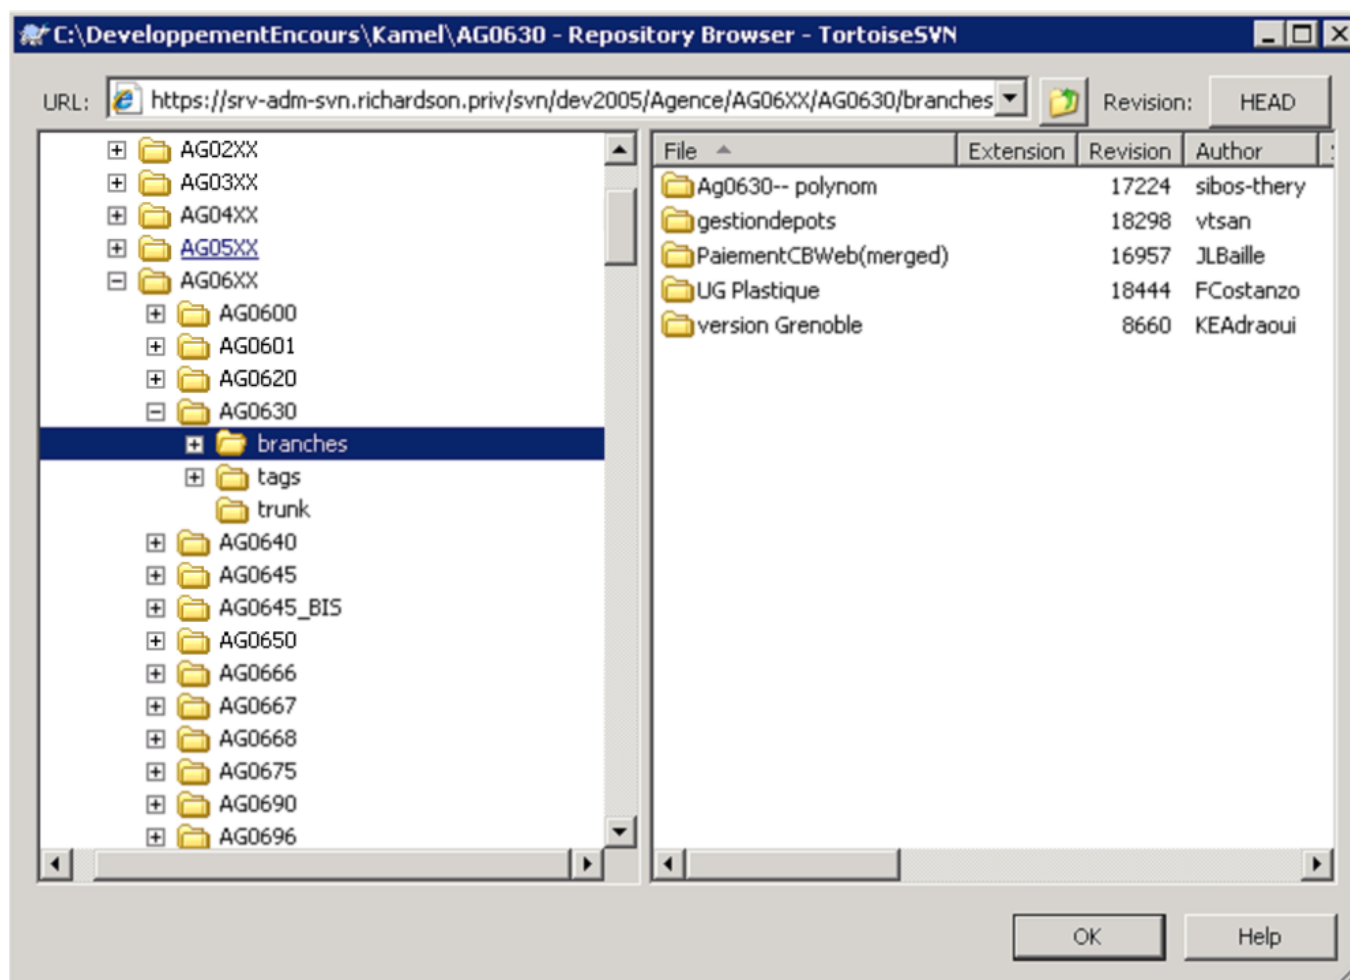 C:\DeveloppementEncours\Kamel\AG0630 - Repository Browser - TortoiseSVN
URL: https://srv-adm-svn.richardson.priv/svn/dev2005/Agence/AG06XX/AG0630/branches Revision: HEAD
AG02XX
AG03XX
AG04XX
AG05XX
AG06XX
AG0600
AG0601
AG0620
AG0630
branches
tags
trunk
AG0640
AG0645
AG0645_BIS
AG0650
AG0666
AG0667
AG0668
AG0675
AG0690
AG0696
File Extension Revision Author
Ag0630-- polynom 17224 sibos-thery
gestiondepots 18298 vtsan
PaiementCBWeb(merged) 16957 JLBaille
UG Plastique 18444 FCostanzo
version Grenoble 8660 KEAdraoui
OK Help